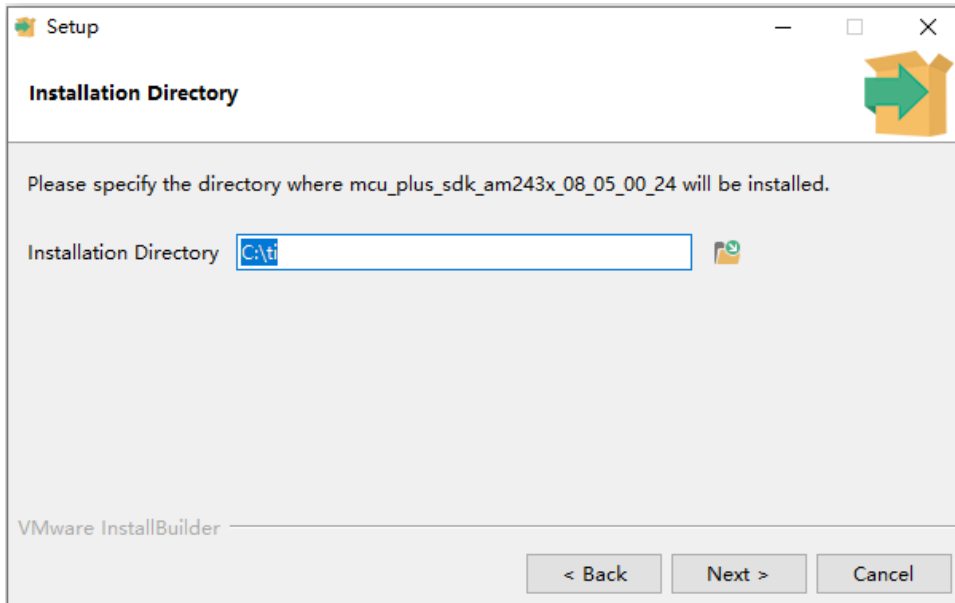 Setup
Installation Directory
Please specify the directory where mcu_plus_sdk_am243x_08_05_00_24 will be installed.
Installation Directory C:\ti
VMware InstallBuilder
< Back Next > Cancel